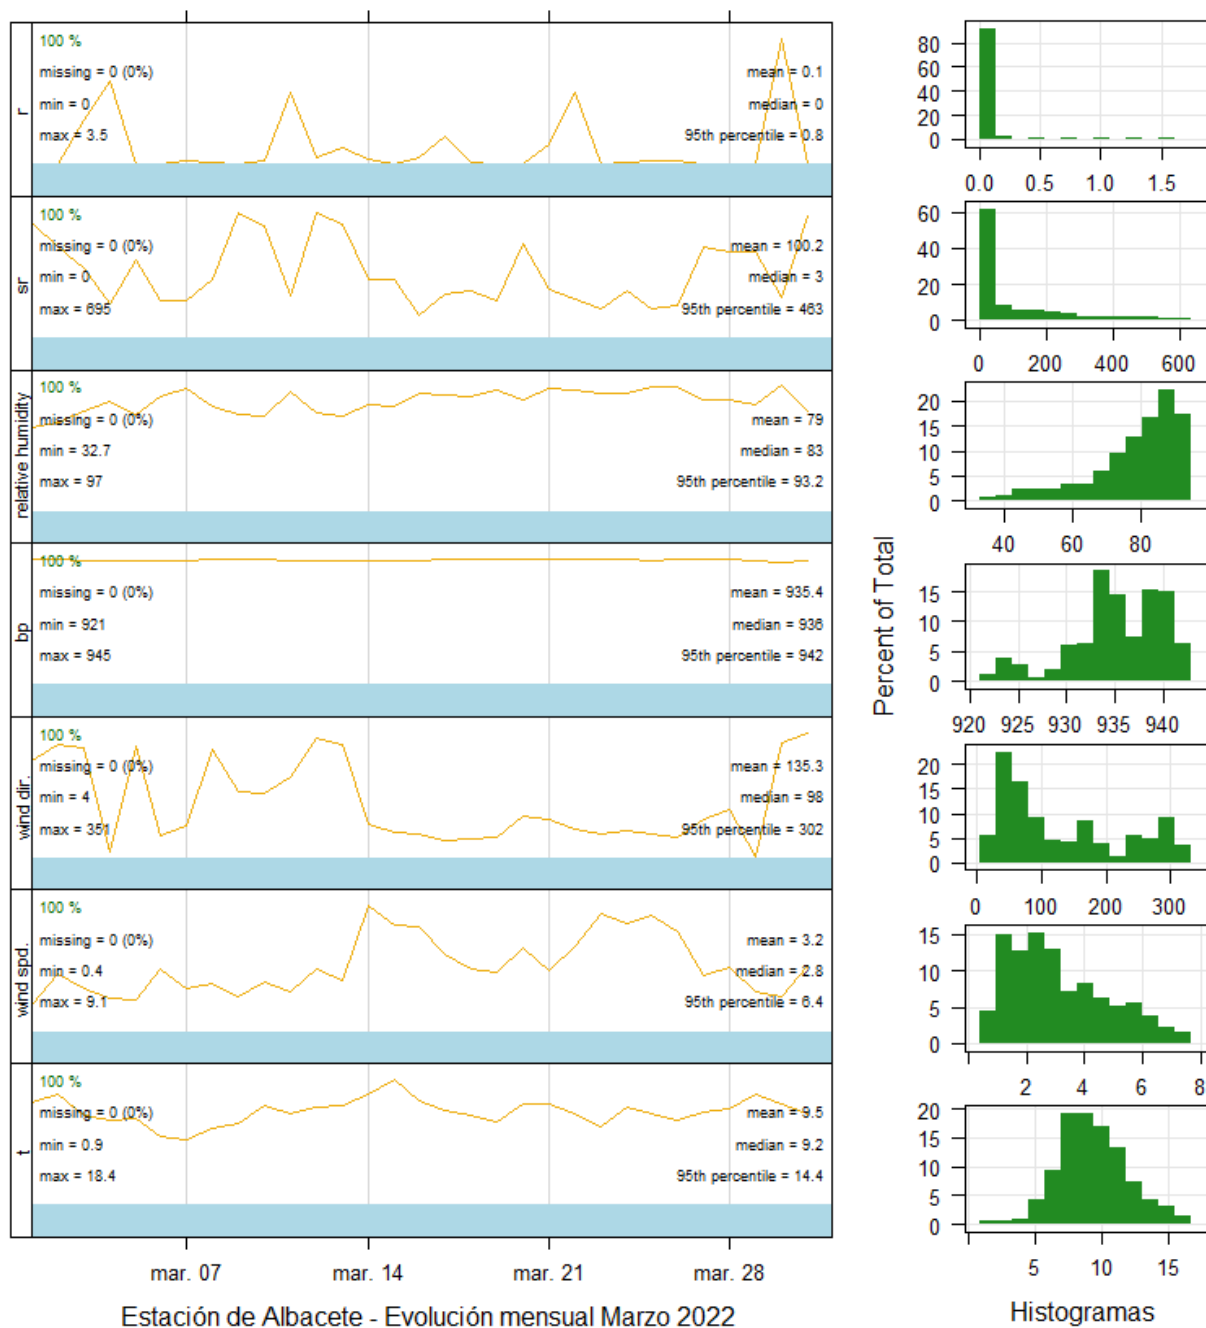 r
100 %
missing = 0 (0%)
min = 0
max = 3.5
mean = 0.1
median = 0
95th percentile = 0.8
sr
100 %
missing = 0 (0%)
min = 0
max = 695
mean = 100.2
median = 3
95th percentile = 463
relative humidity
100 %
missing = 0 (0%)
min = 32.7
max = 97
mean = 79
median = 83
95th percentile = 93.2
bp
100 %
missing = 0 (0%)
min = 921
max = 945
mean = 935.4
median = 936
95th percentile = 942
wind dir.
100 %
missing = 0 (0%)
min = 4
max = 351
mean = 135.3
median = 98
95th percentile = 302
wind spd.
100 %
missing = 0 (0%)
min = 0.4
max = 9.1
mean = 3.2
median = 2.8
95th percentile = 6.4
t
100 %
missing = 0 (0%)
min = 0.9
max = 18.4
mean = 9.5
median = 9.2
95th percentile = 14.4
mar. 07 mar. 14 mar. 21 mar. 28
Estación de Albacete - Evolución mensual Marzo 2022
Percent of Total
80
60
40
20
0
0.0 0.5 1.0 1.5
60
40
20
0
0 200 400 600
20
15
10
5
0
40 60 80
15
10
5
0
920 925 930 935 940
20
15
10
5
0
0 100 200 300
15
10
5
0
2 4 6 8
20
15
10
5
0
5 10 15
Histogramas